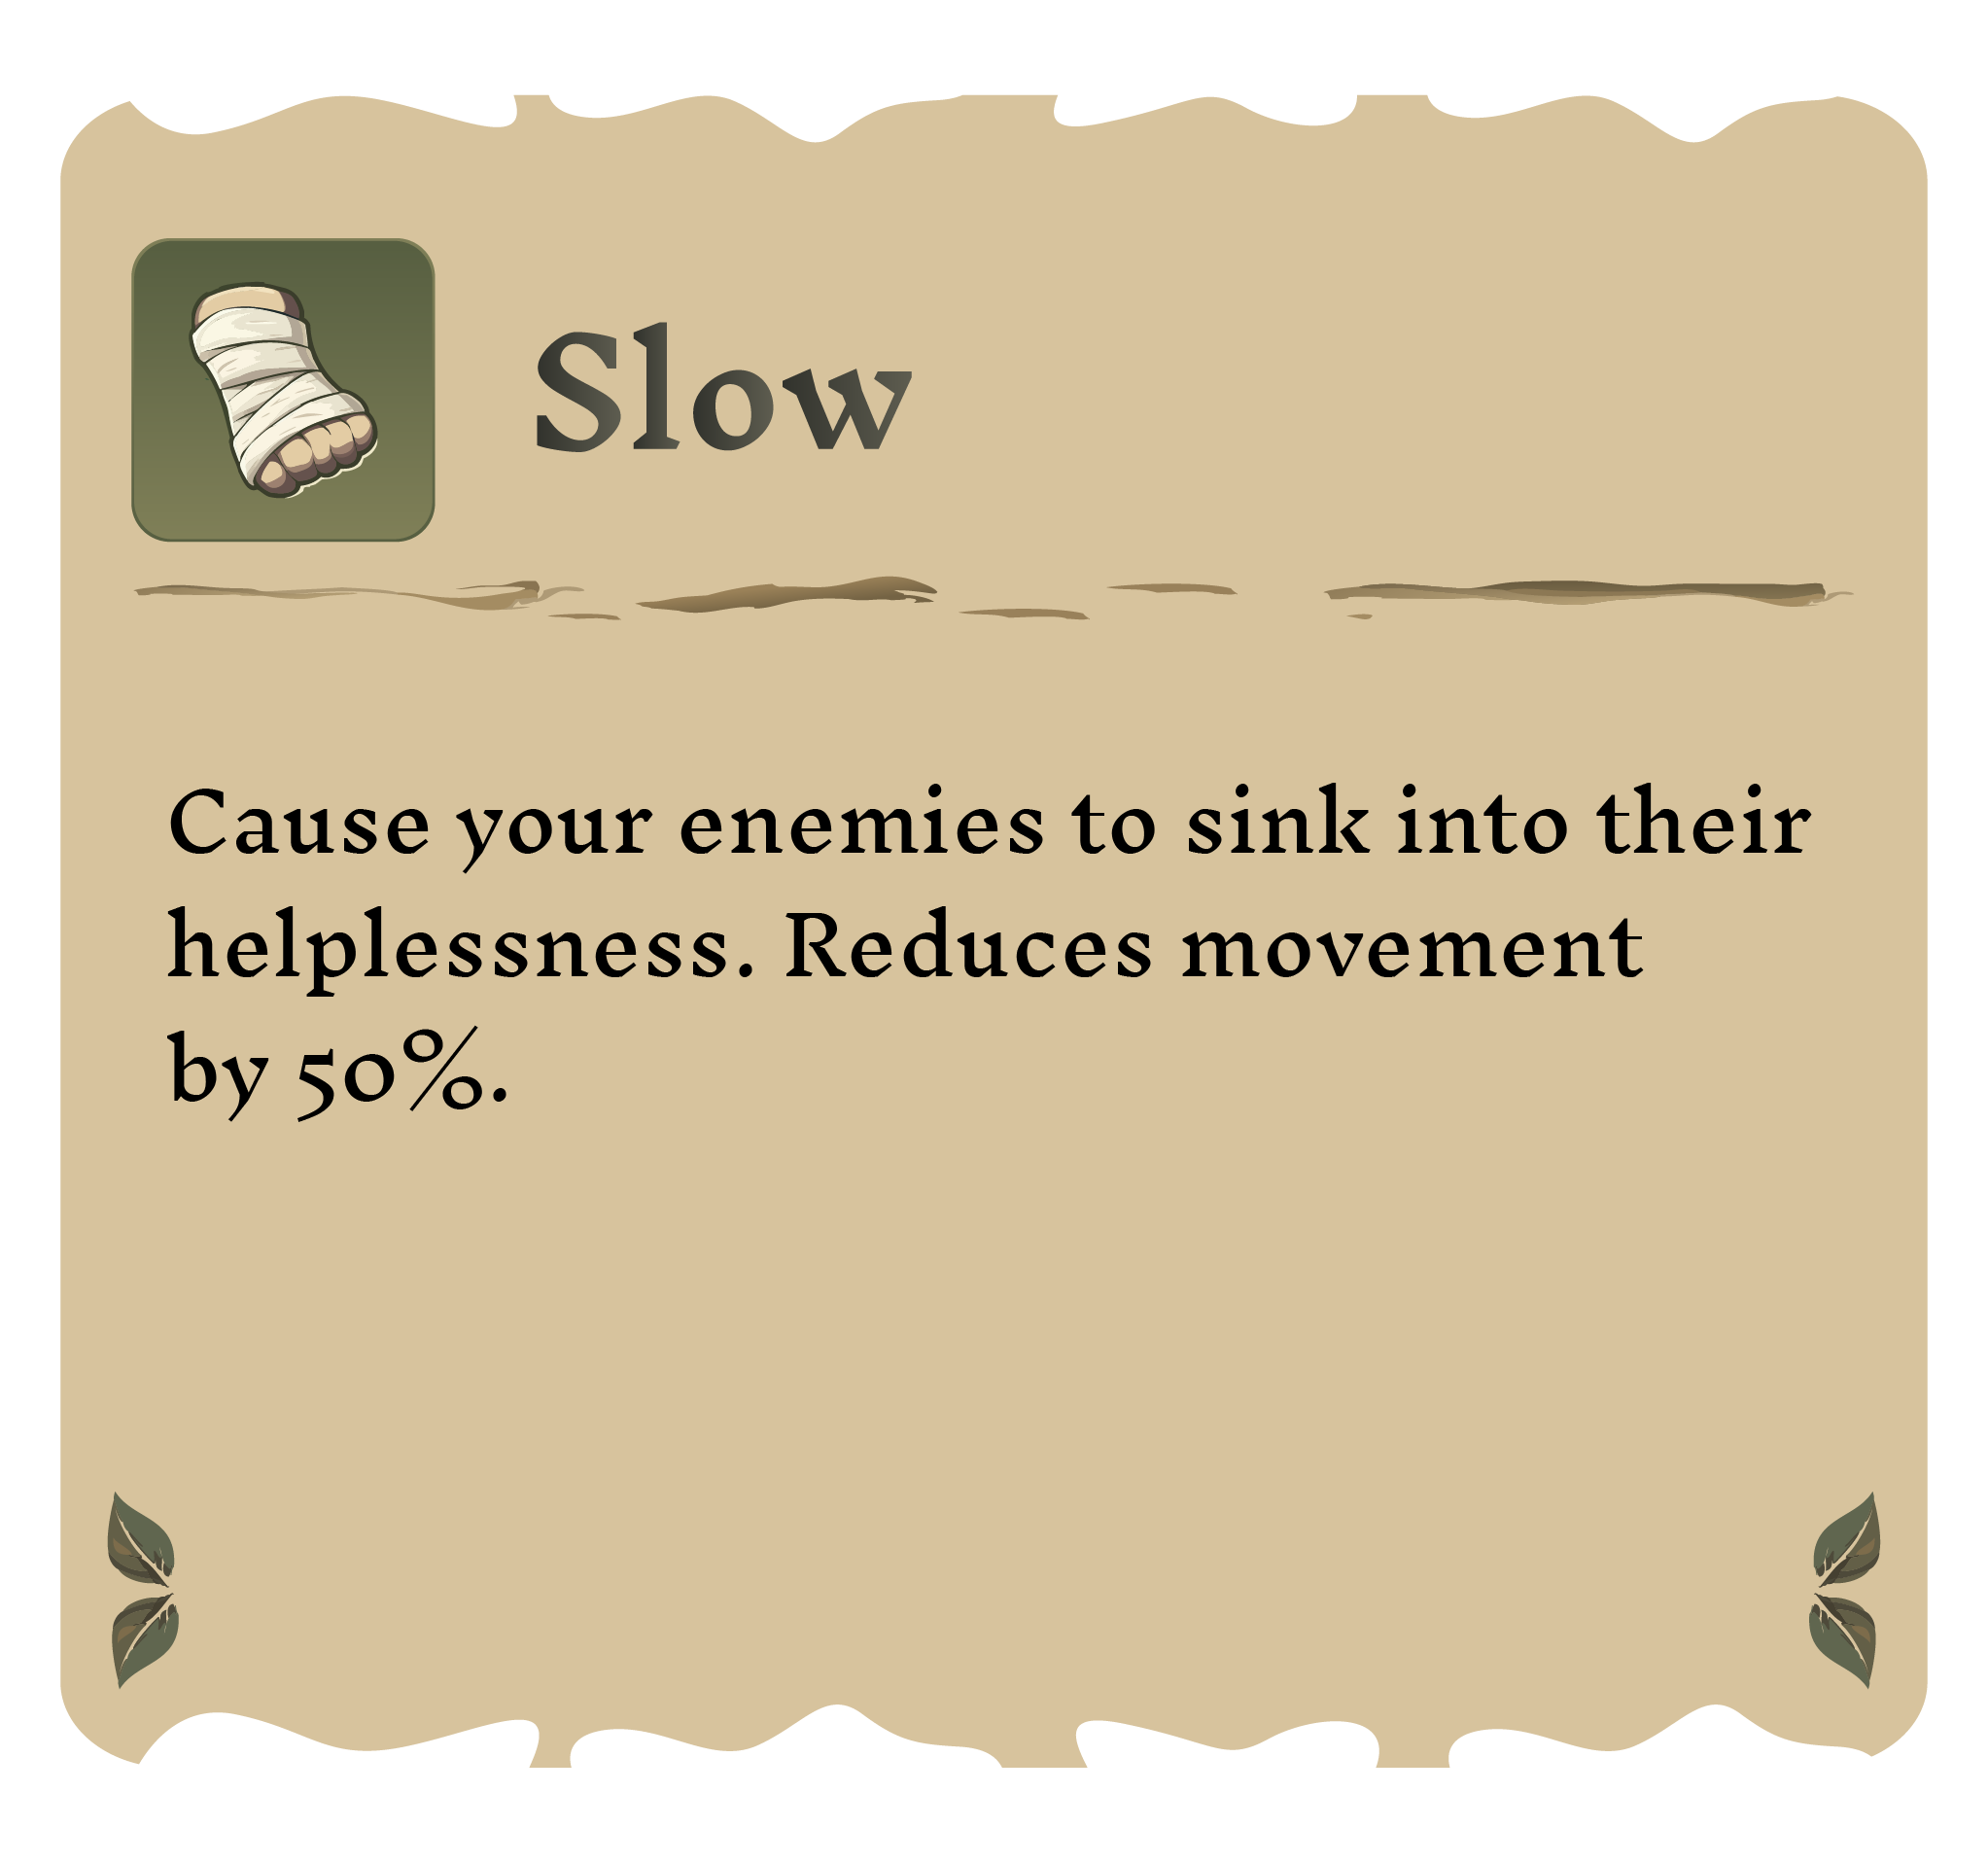 Slow
Cause your enemies to sink into their
helplessness. Reduces movement
by 50%.